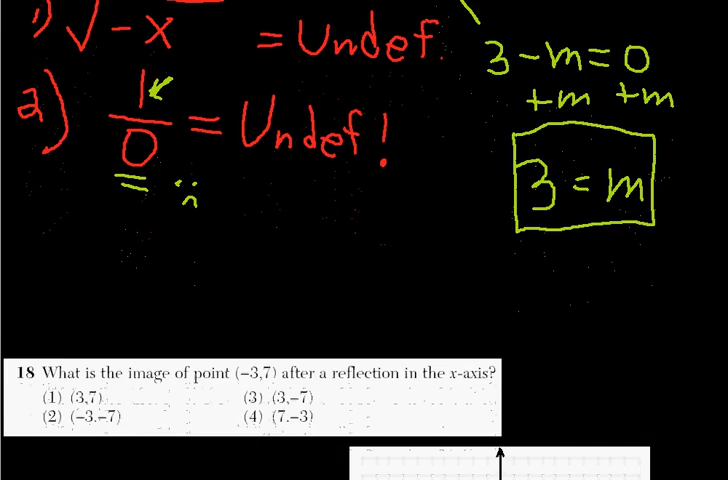 1) √-x = Undef.
2) 1/0 = Undef!
3 - m = 0
+m +m
3 = m
18 What is the image of point (−3,7) after a reflection in the x-axis?
(1) (3,7) (3) (3,−7)
(2) (−3,−7) (4) (7,−3)